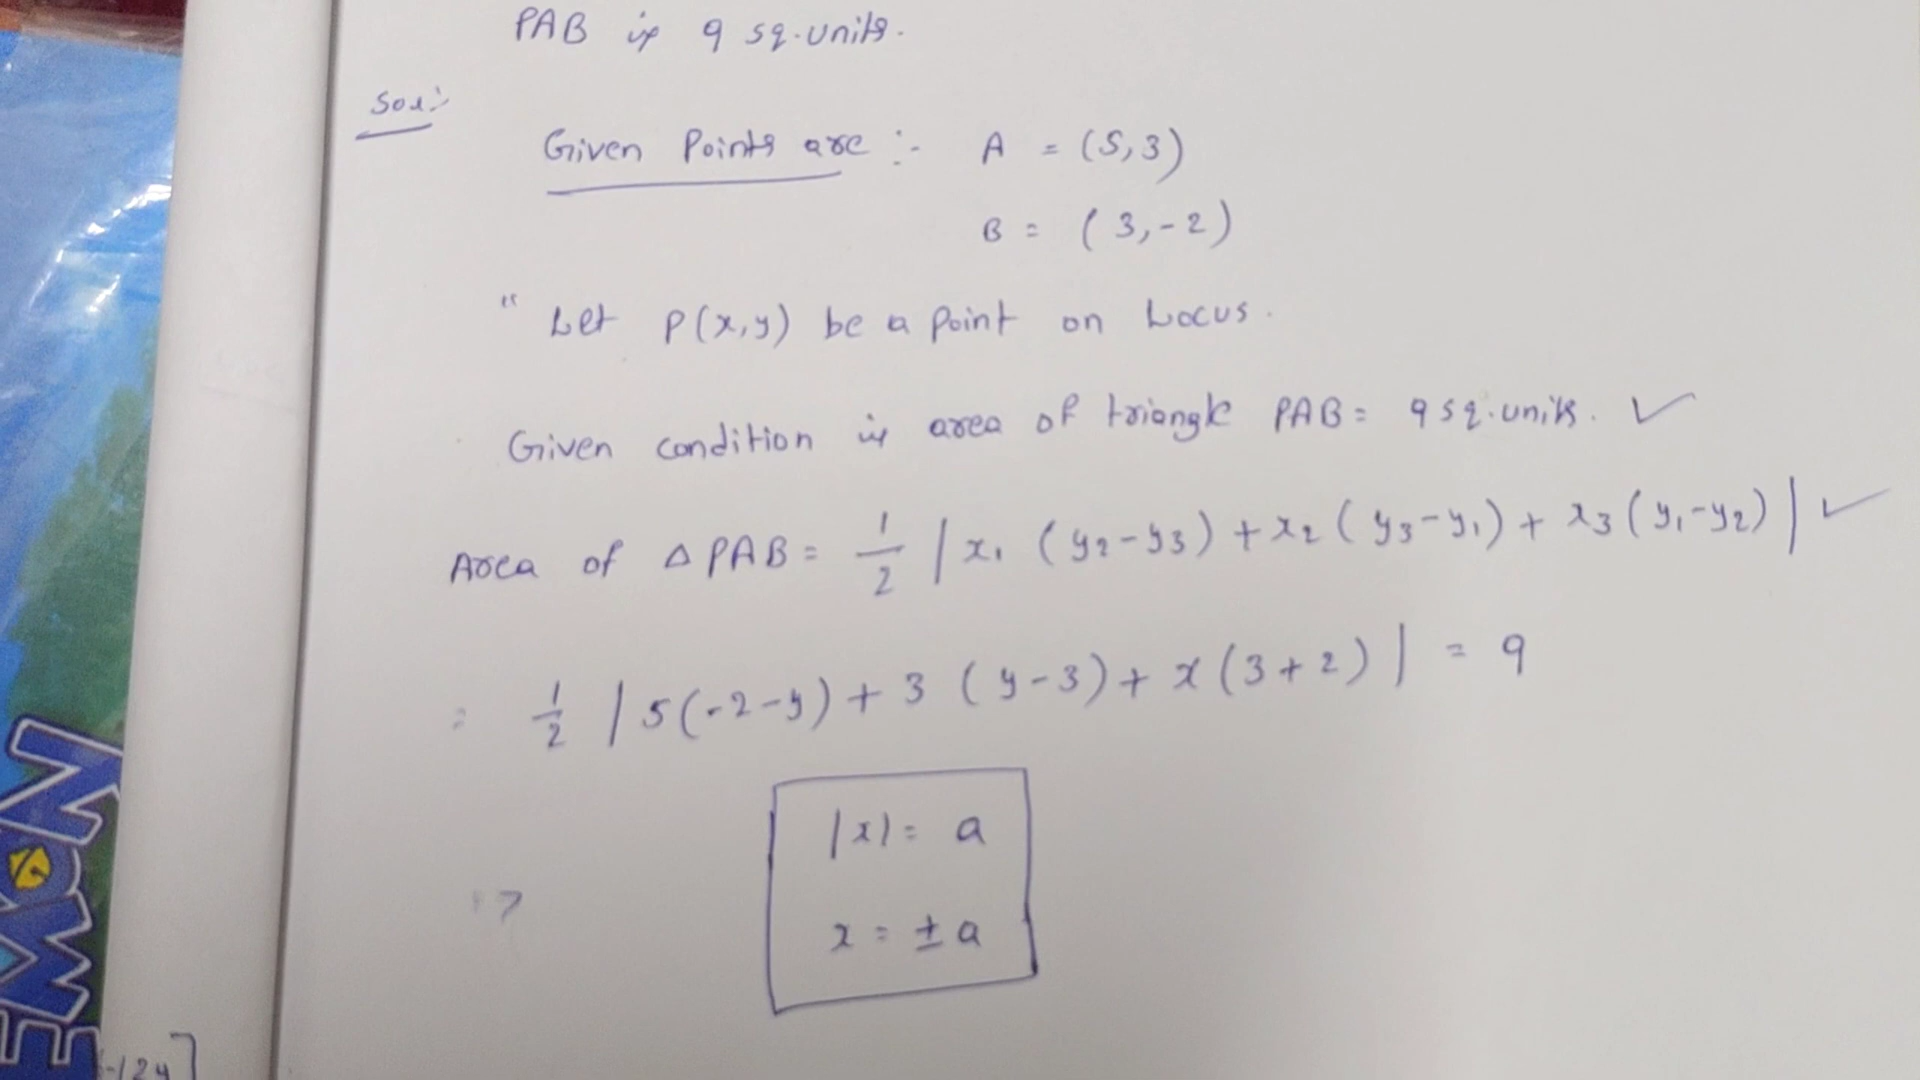 PAB is 9 sq.units.
Sol:-
Given Points are :- A = (5,3)
B = (3,-2)
" Let P(x,y) be a point on Locus.
Given condition is area of triangle PAB = 9 sq.units. ✓
Area of △PAB = 1/2 |x₁ (y₂-y₃) + x₂ (y₃-y₁) + x₃ (y₁-y₂)| ✓
= 1/2 |5(-2-y) + 3 (y-3) + x (3+2)| = 9
|x| = a
x = ± a
-12y]